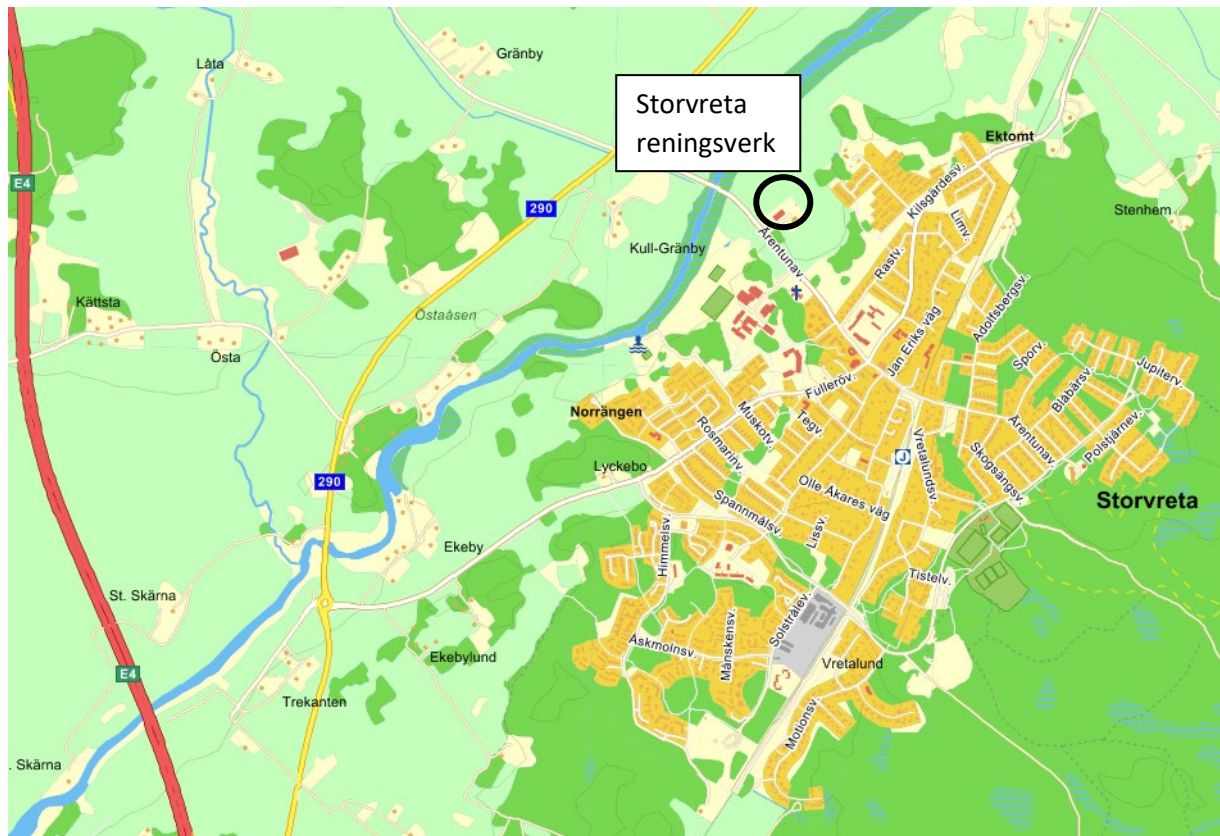 Låta
Gränby
Storvreta
reningsverk
Ektomt
E4
290
Kilsgärdesv.
Limv.
Stenhem
Kull-Gränby
Ärentunav.
Rastv.
Adolfsbergsv.
Kättsta
Östaåsen
Östa
Jan Eriks väg
Sporv.
Jupiterv.
Blåbärsv.
Fulleröv.
Norrängen
Muskotv.
Tegv.
Ärentunav.
Polstjärnev.
Rosmarinv.
Vretalundsv.
Skogsängsv.
Lyckebo
J
290
Olle Åkares väg
Storvreta
Spannmålsv.
Lissv.
Himmelsv.
Ekeby
Tistelv.
St. Skärna
Solstrålev.
Månskensv.
Askmolnsv.
Ekebylund
Vretalund
E4
Trekanten
Motionsv.
. Skärna